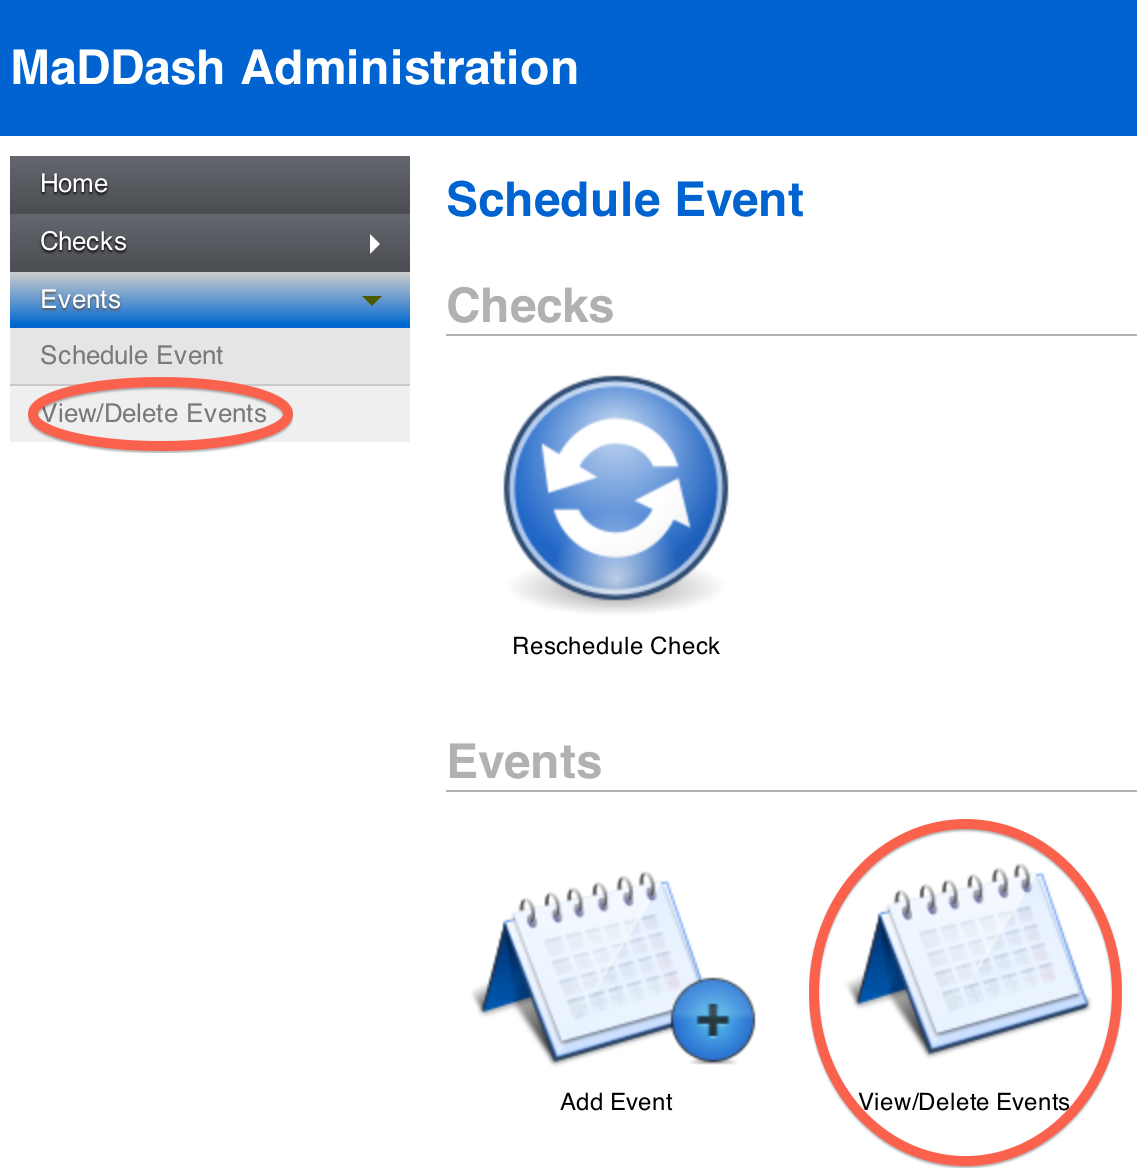 MaDDash Administration
Home
Checks
Events
Schedule Event
View/Delete Events
Schedule Event
Checks
Reschedule Check
Events
Add Event
View/Delete Events